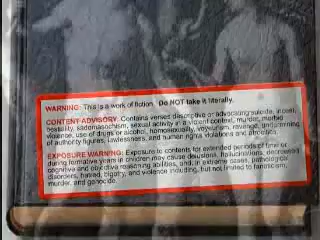 WARNING: This is a work of fiction. Do NOT take it literally.
CONTENT ADVISORY: Contains verses descriptive or advocating suicide, incest,
bestiality, sadomasochism, sexual activity in a violent context, murder, morbid
violence, use of drugs or alcohol, homosexuality, voyeurism, revenge, undermining
of authority figures, lawlessness, and human rights violations and atrocities.
EXPOSURE WARNING: Exposure to contents for extended periods of time or
during formative years in children may cause delusions, hallucinations, decreased
cognitive and objective reasoning abilities, and, in extreme cases, pathological
disorders, hatred, bigotry, and violence including, but not limited to fanaticism,
murder, and genocide.